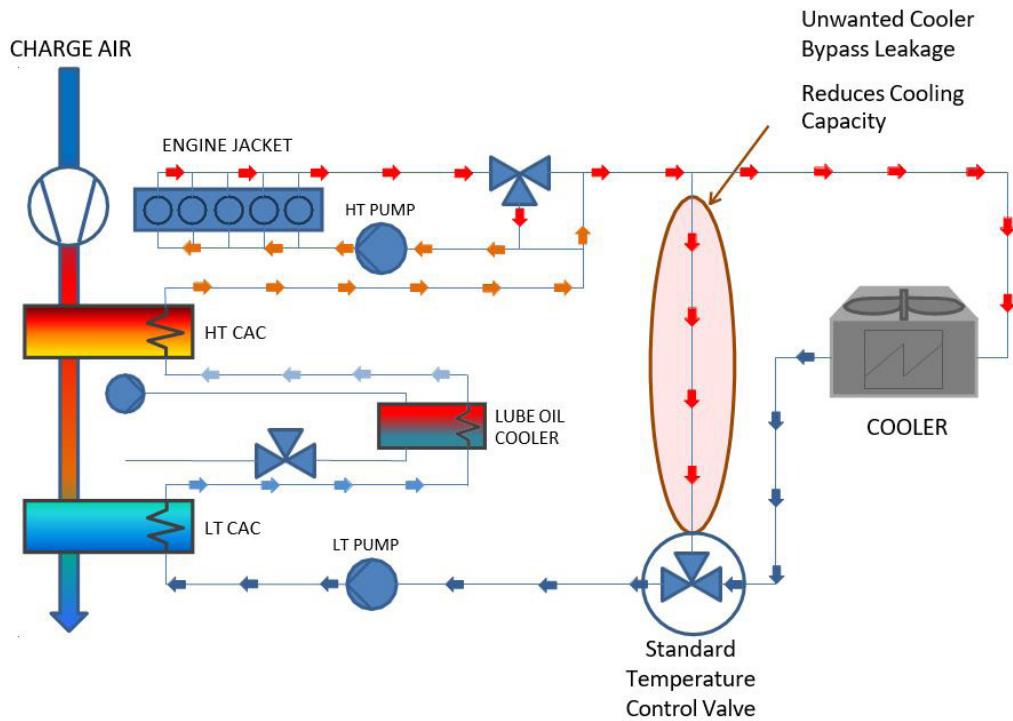 Unwanted Cooler
Bypass Leakage
Reduces Cooling
Capacity
CHARGE AIR
ENGINE JACKET
HT PUMP
HT CAC
LUBE OIL
COOLER
COOLER
LT CAC
LT PUMP
Standard
Temperature
Control Valve